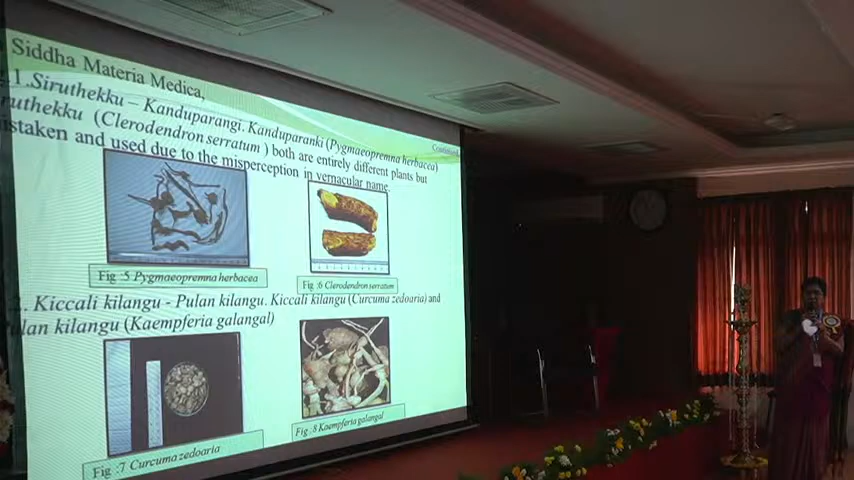 Siddha Materia Medica,
1.Siruthekku – Kanduparangi. Kanduparanki (Pygmaeopremna herbacea)
ruthekku (Clerodendron serratum ) both are entirely different plants but
istaken and used due to the misperception in vernacular name.
Fig :5 Pygmaeopremna herbacea
Fig :6 Clerodendron serratum
2. Kiccali kilangu - Pulan kilangu. Kiccali kilangu (Curcuma zedoaria) and
ulan kilangu (Kaempferia galangal)
Fig :7 Curcuma zedoaria
Fig :8 Kaempferia galangal